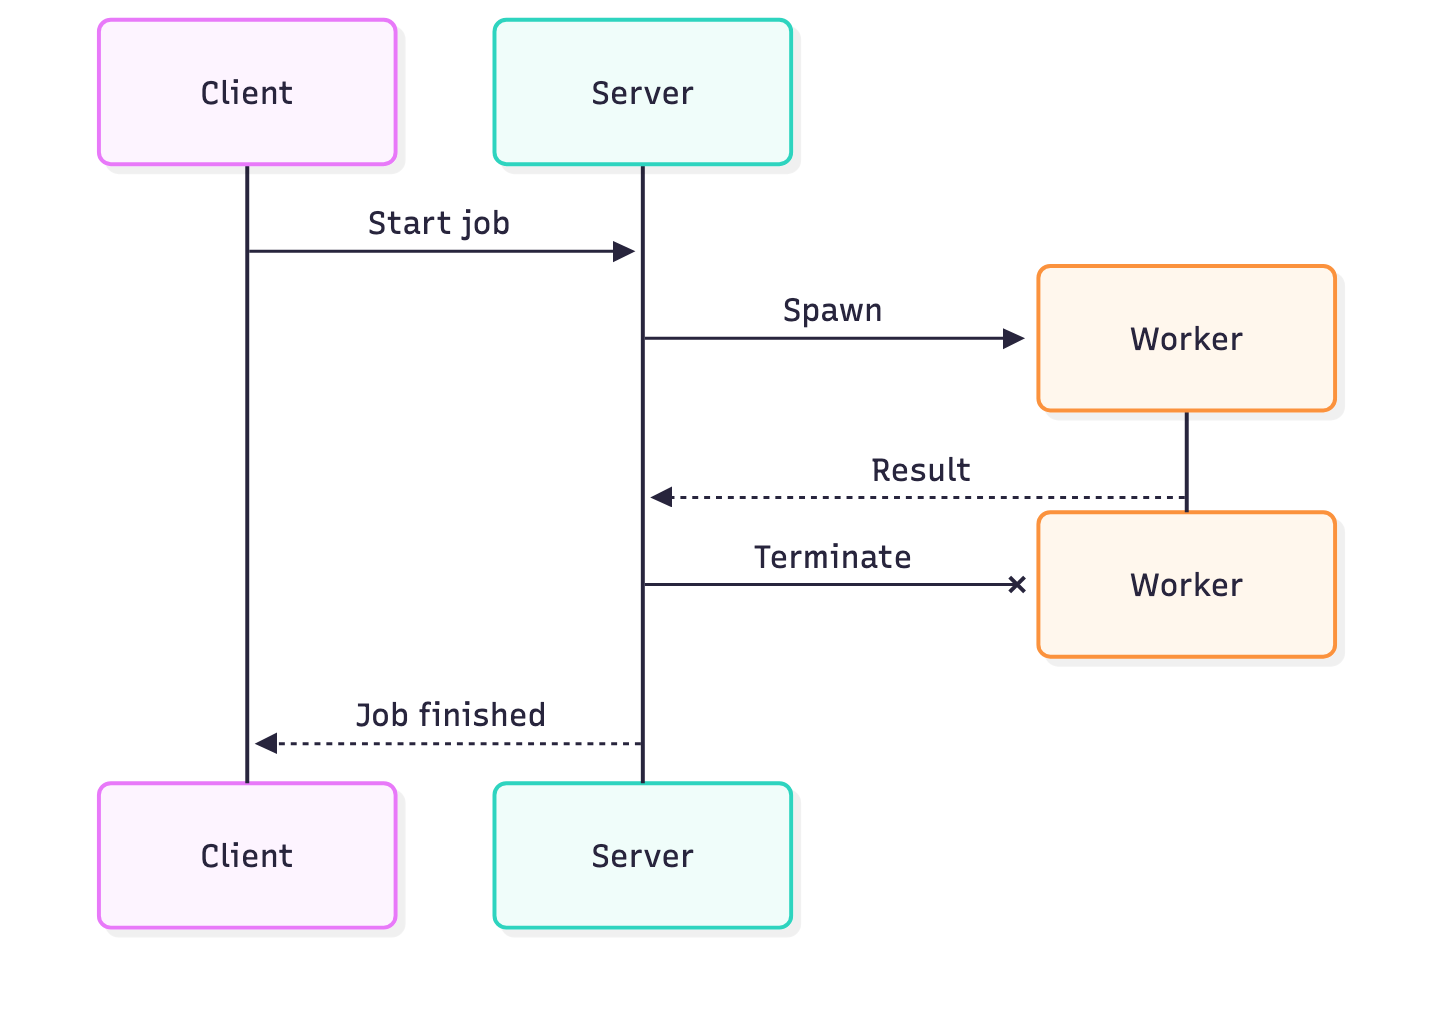 Client
Server
Start job
Spawn
Worker
Result
Terminate
Worker
Job finished
Client
Server